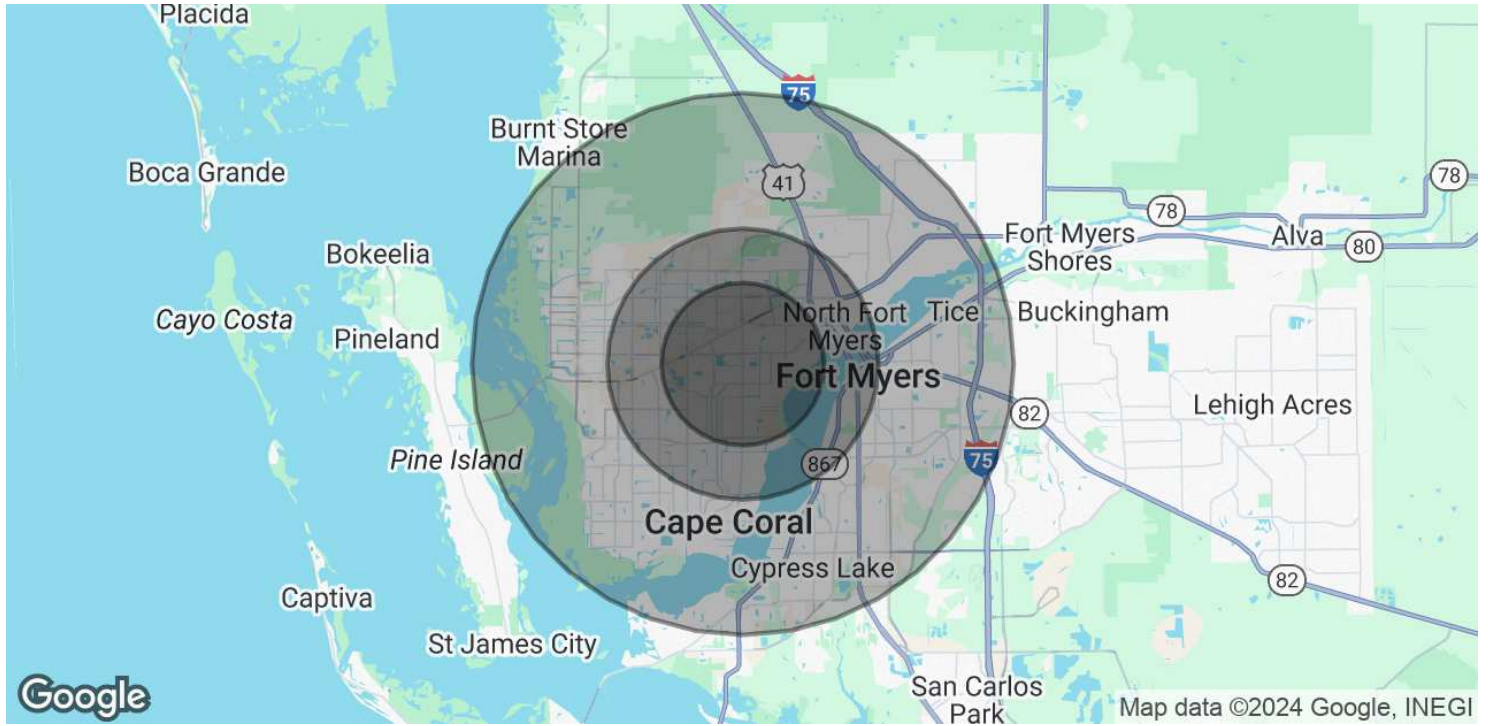 Placida
75
Burnt Store
Marina
Boca Grande
41
78
78
Fort Myers
Shores
Alva
80
Bokeelia
Cayo Costa
North Fort
Myers
Tice
Buckingham
Pineland
Fort Myers
Lehigh Acres
82
Pine Island
867
75
Cape Coral
Cypress Lake
82
Captiva
St James City
San Carlos
Park
Google
Map data ©2024 Google, INEGI